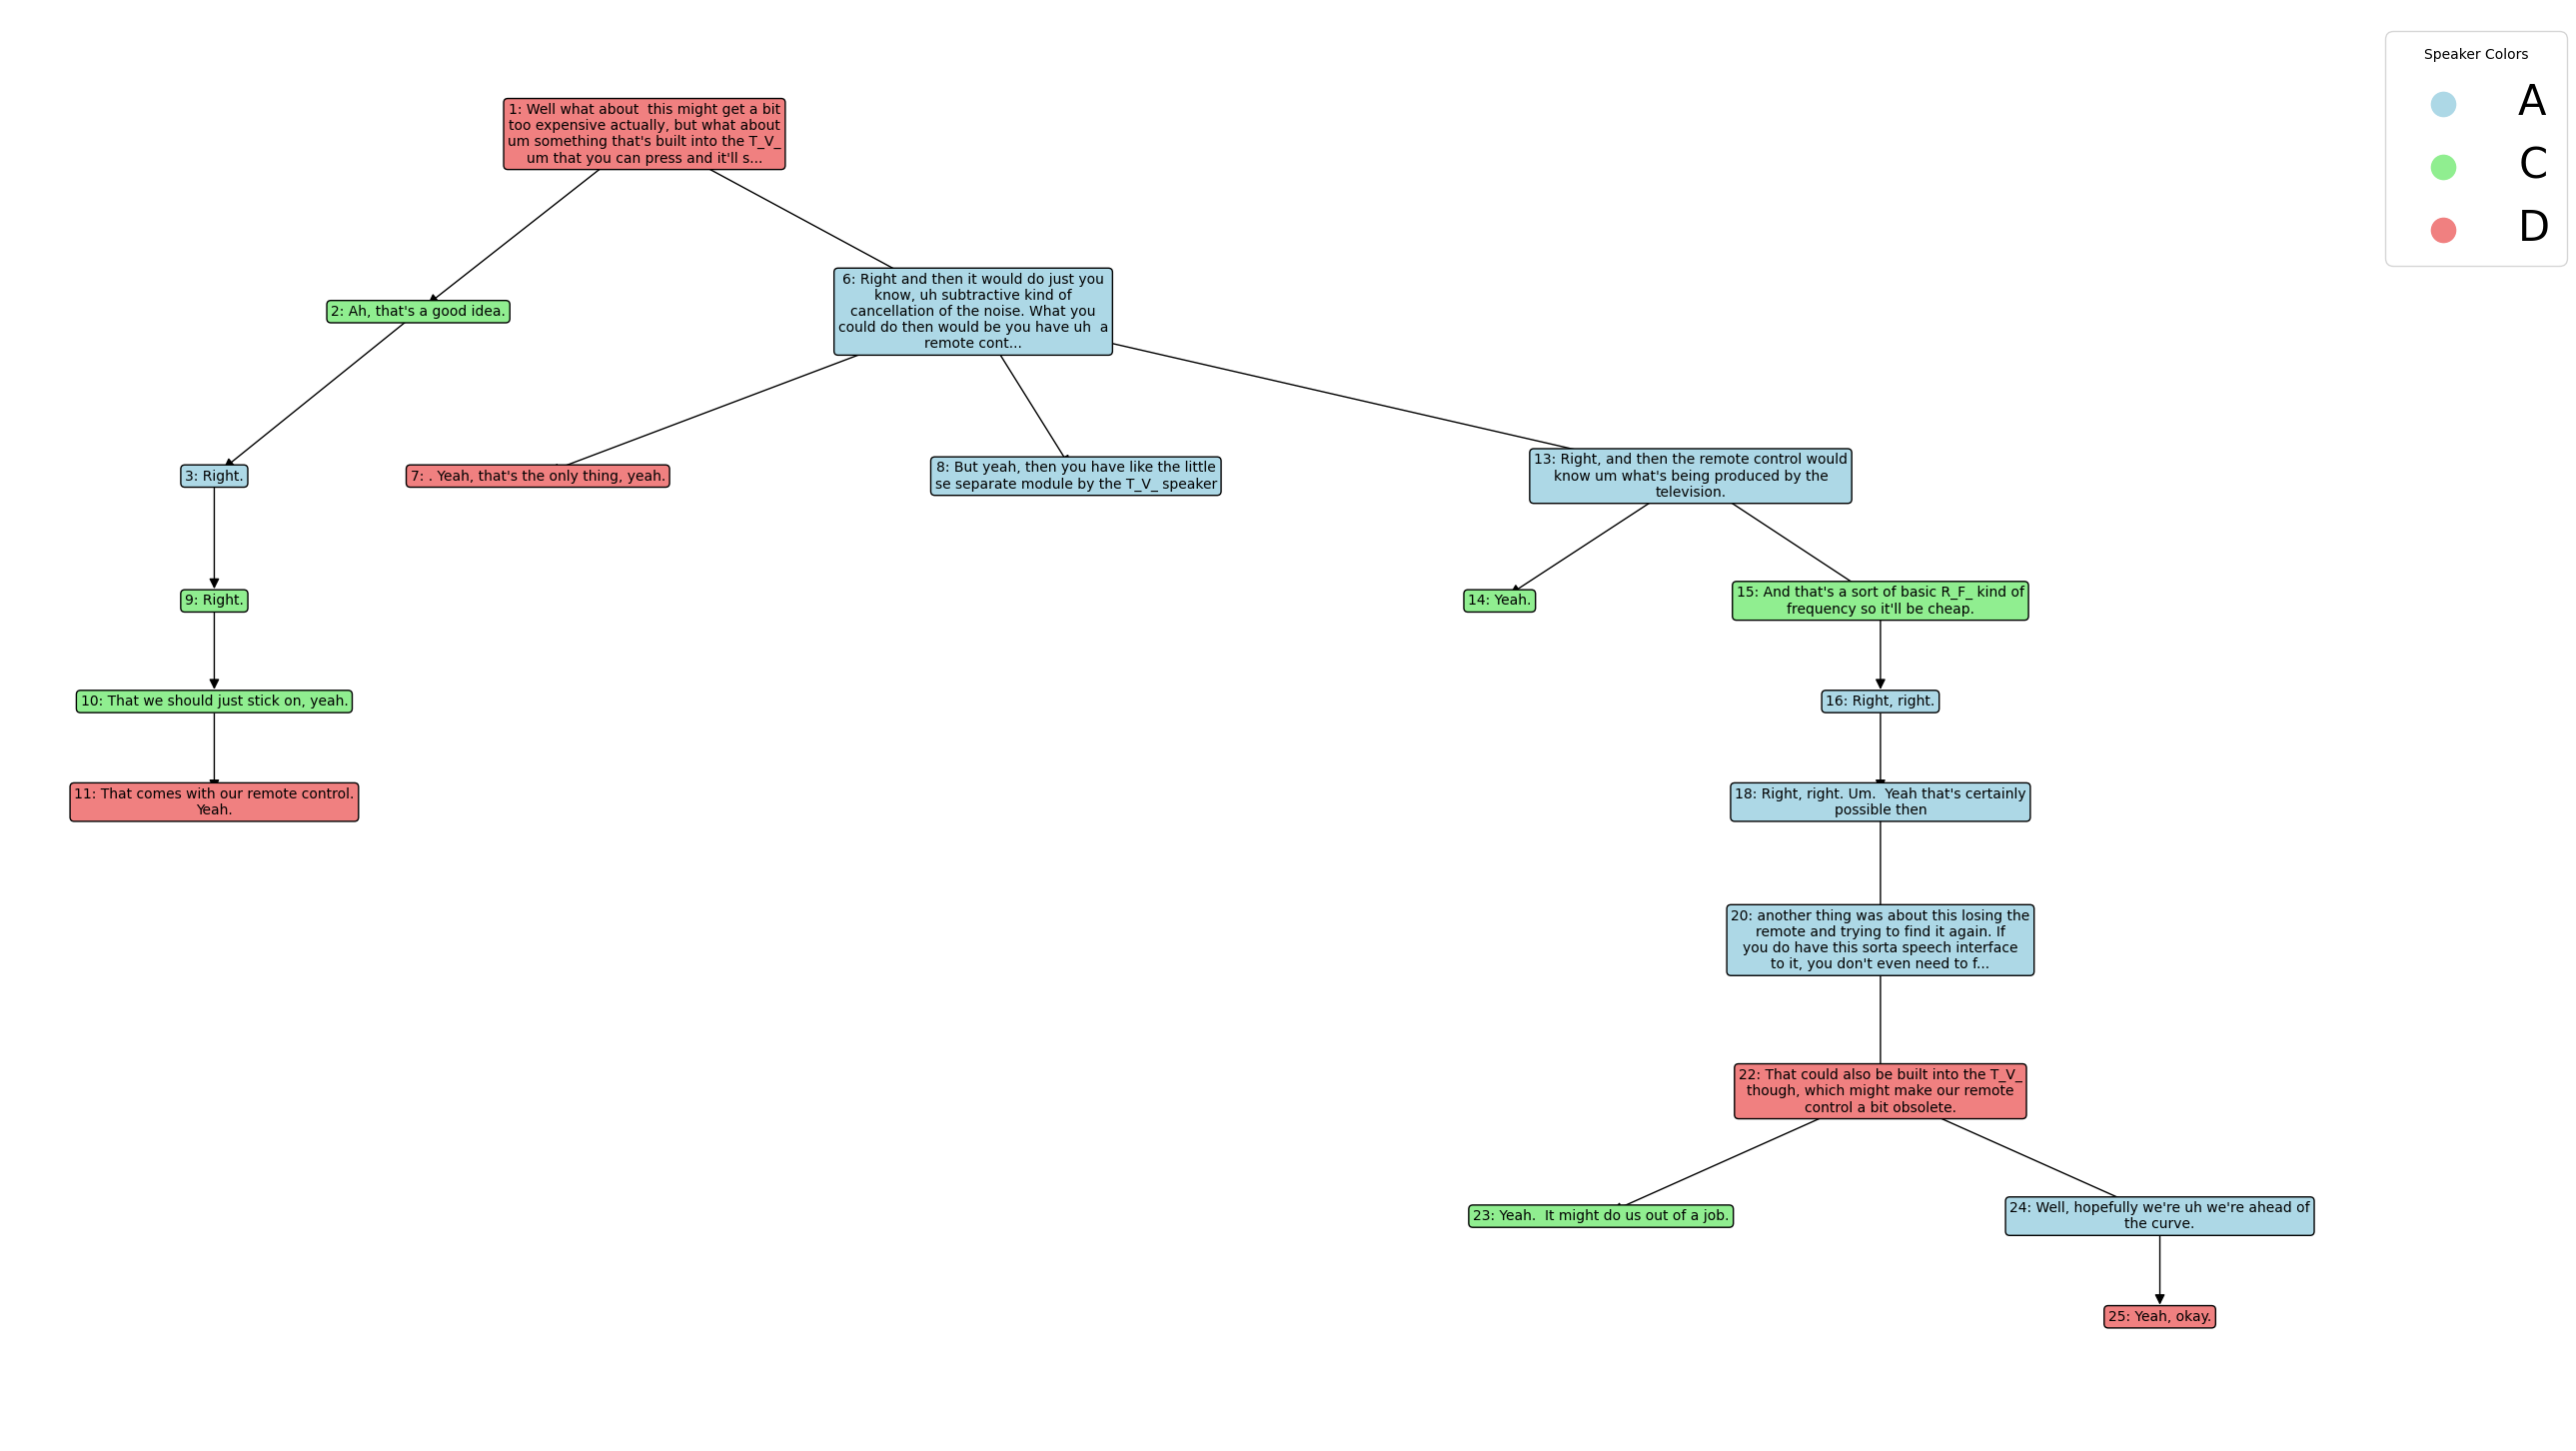 Speaker Colors
A
C
D
1: Well what about  this might get a bit
too expensive actually, but what about
um something that's built into the T_V_
um that you can press and it'll s...
2: Ah, that's a good idea.
6: Right and then it would do just you
know, uh subtractive kind of
cancellation of the noise. What you
could do then would be you have uh  a
remote cont...
3: Right.
7: . Yeah, that's the only thing, yeah.
8: But yeah, then you have like the little
se separate module by the T_V_ speaker
13: Right, and then the remote control would
know um what's being produced by the
television.
9: Right.
14: Yeah.
15: And that's a sort of basic R_F_ kind of
frequency so it'll be cheap.
10: That we should just stick on, yeah.
16: Right, right.
11: That comes with our remote control.
Yeah.
18: Right, right. Um.  Yeah that's certainly
possible then
20: another thing was about this losing the
remote and trying to find it again. If
you do have this sorta speech interface
to it, you don't even need to f...
22: That could also be built into the T_V_
though, which might make our remote
control a bit obsolete.
23: Yeah.  It might do us out of a job.
24: Well, hopefully we're uh we're ahead of
the curve.
25: Yeah, okay.